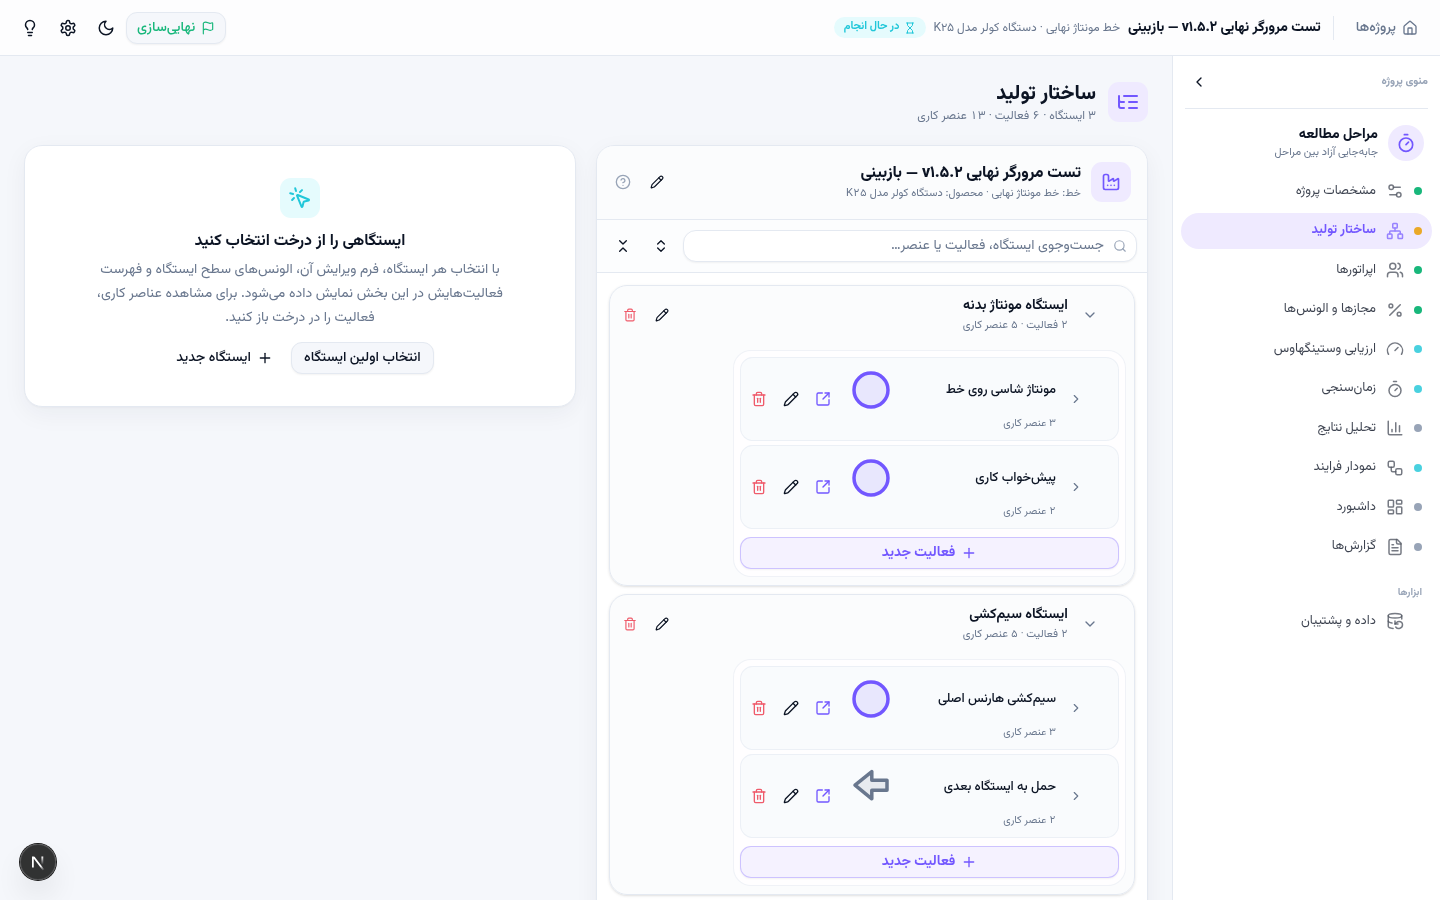 پروژه‌ها
تست مرورگر نهایی v۱.۵.۲ — بازبینی
خط مونتاژ نهایی · دستگاه کولر مدل K۲۵
در حال انجام
نهایی‌سازی
منوی پروژه
مراحل مطالعه
جابه‌جایی آزاد بین مراحل
مشخصات پروژه
ساختار تولید
اپراتورها
مجازها و الونس‌ها
ارزیابی وستینگهاوس
زمان‌سنجی
تحلیل نتایج
نمودار فرایند
داشبورد
گزارش‌ها
ابزارها
داده و پشتیبان
ساختار تولید
۳ ایستگاه · ۶ فعالیت · ۱۳ عنصر کاری
تست مرورگر نهایی v۱.۵.۲ — بازبینی
خط: خط مونتاژ نهایی · محصول: دستگاه کولر مدل K۲۵
جست‌وجوی ایستگاه، فعالیت یا عنصر...
ایستگاه مونتاژ بدنه
۲ فعالیت · ۵ عنصر کاری
مونتاژ شاسی روی خط
۳ عنصر کاری
پیش‌خواب کاری
۲ عنصر کاری
+ فعالیت جدید
ایستگاه سیم‌کشی
۲ فعالیت · ۵ عنصر کاری
سیم‌کشی هارنس اصلی
۳ عنصر کاری
حمل به ایستگاه بعدی
۲ عنصر کاری
+ فعالیت جدید
ایستگاهی را از درخت انتخاب کنید
با انتخاب هر ایستگاه، فرم ویرایش آن، الونس‌های سطح ایستگاه و فهرست
فعالیت‌هایش در این بخش نمایش داده می‌شود. برای مشاهده عناصر کاری،
فعالیت را در درخت باز کنید.
انتخاب اولین ایستگاه
+ ایستگاه جدید
N